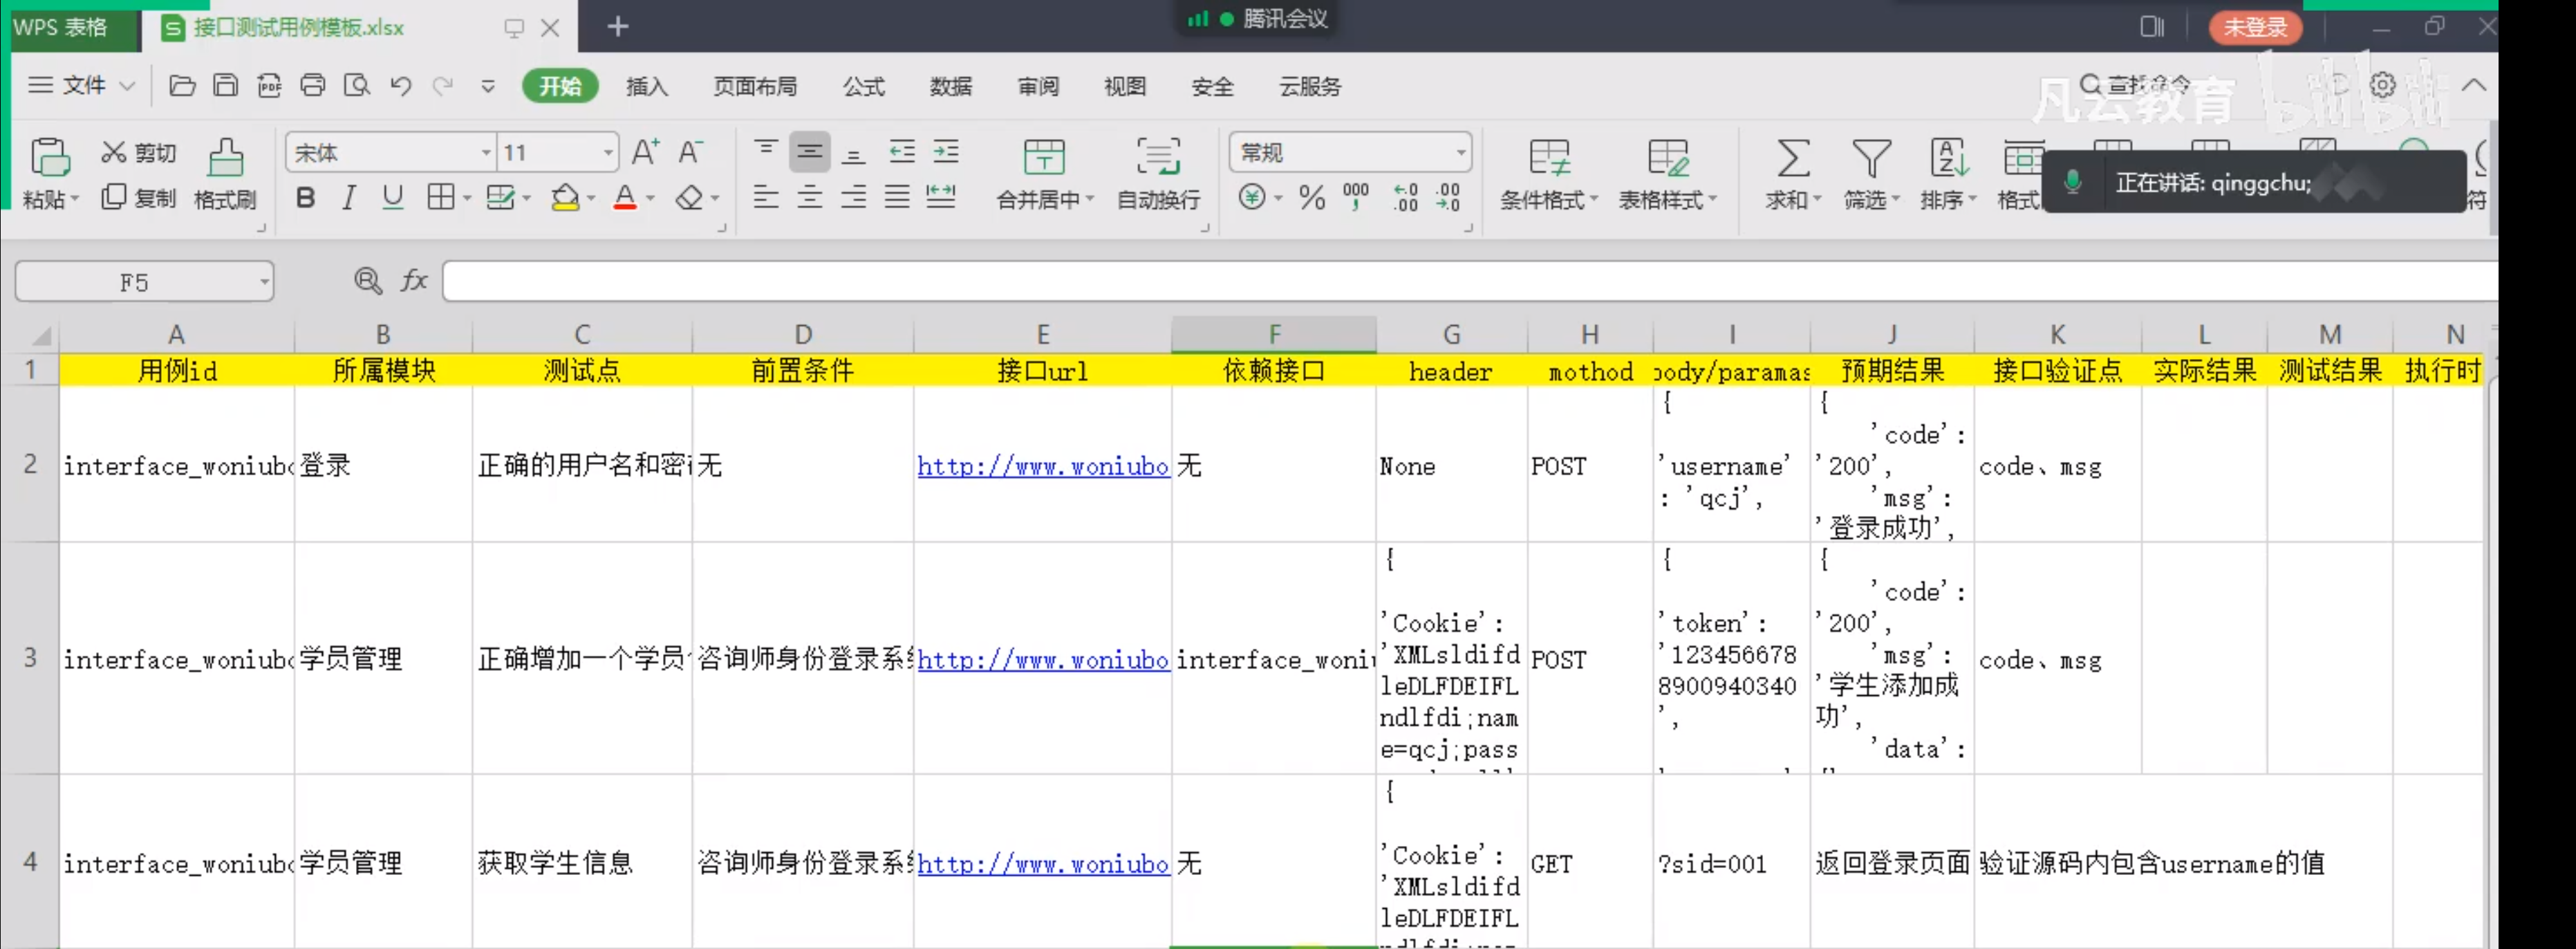 WPS 表格
接口测试用例模板.xlsx
腾讯会议
未登录
文件
开始
插入
页面布局
公式
数据
审阅
视图
安全
云服务
查找命令
凡云教育
bilibili
粘贴
剪切
复制
格式刷
宋体
11
合并居中
自动换行
常规
条件格式
表格样式
求和
筛选
排序
格式
正在讲话: qinggchu;
符
F5
fx
A B C D E F G H I J K L M N
1 用例id 所属模块 测试点 前置条件 接口url 依赖接口 header mothod body/paramas 预期结果 接口验证点 实际结果 测试结果 执行时
2
interface_woniubo
登录
正确的用户名和密
无
http://www.woniubo
无
None
POST
{
'username'
: 'qcj',
{
'code':
'200',
'msg':
'登录成功',
code、msg
3
interface_woniubo
学员管理
正确增加一个学员
咨询师身份登录系
http://www.woniubo
interface_woni
{
'Cookie':
'XMLsldifd
leDLFDEIFL
ndlfdi;nam
e=qcj;pass
POST
{
'token':
'123456678
8900940340
',
{
'code':
'200',
'msg':
'学生添加成
功',
'data':
code、msg
4
interface_woniubo
学员管理
获取学生信息
咨询师身份登录系
http://www.woniubo
无
{
'Cookie':
'XMLsldifd
leDLFDEIFL
GET
?sid=001
返回登录页面
验证源码内包含username的值